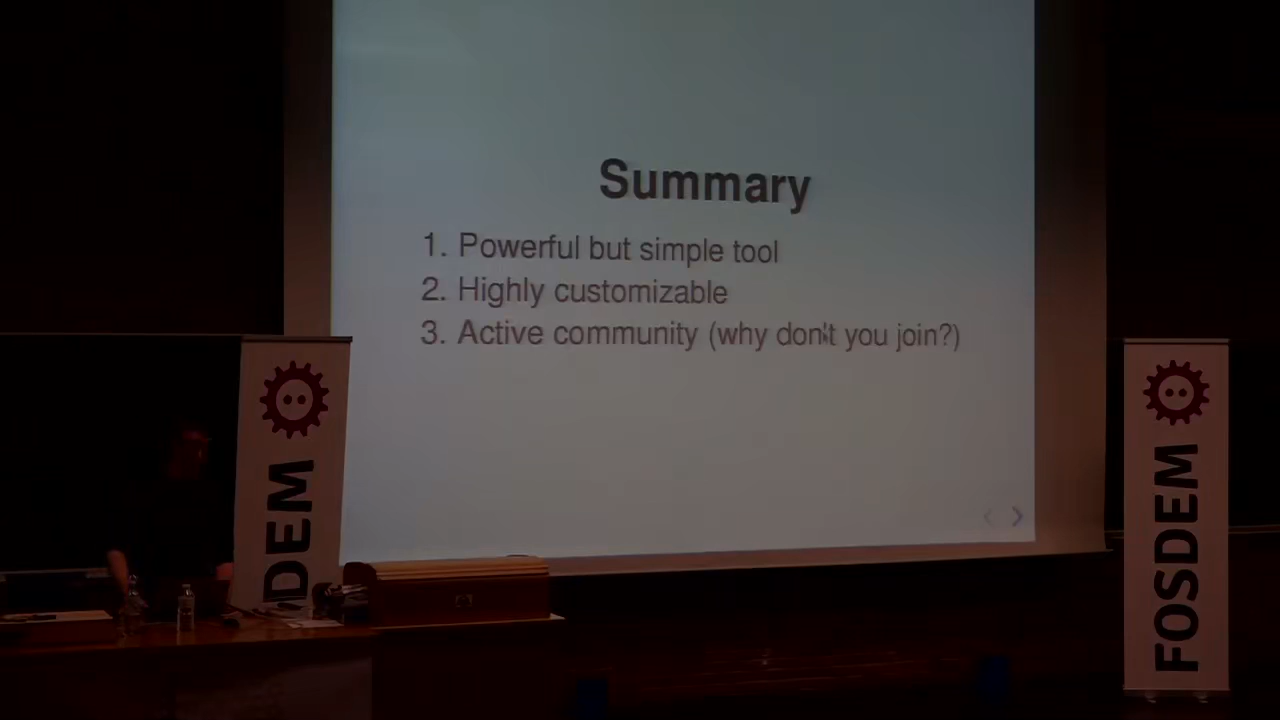 Summary
1. Powerful but simple tool
2. Highly customizable
3. Active community (why don't you join?)
DEM
FOSDEM